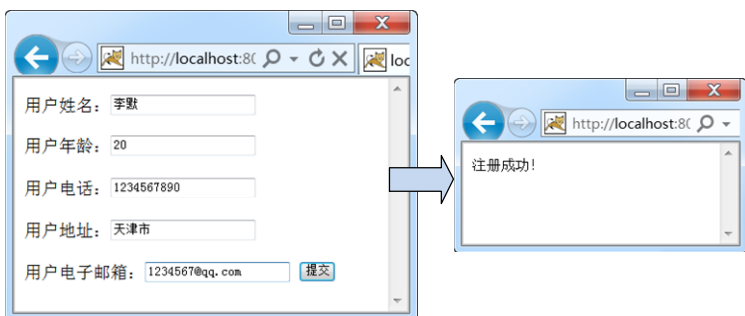 http://localhost:8(
loc
用户姓名: 李默
用户年龄: 20
用户电话: 1234567890
用户地址: 天津市
用户电子邮箱: 1234567@qq.com 提交
http://localhost:8(
注册成功!